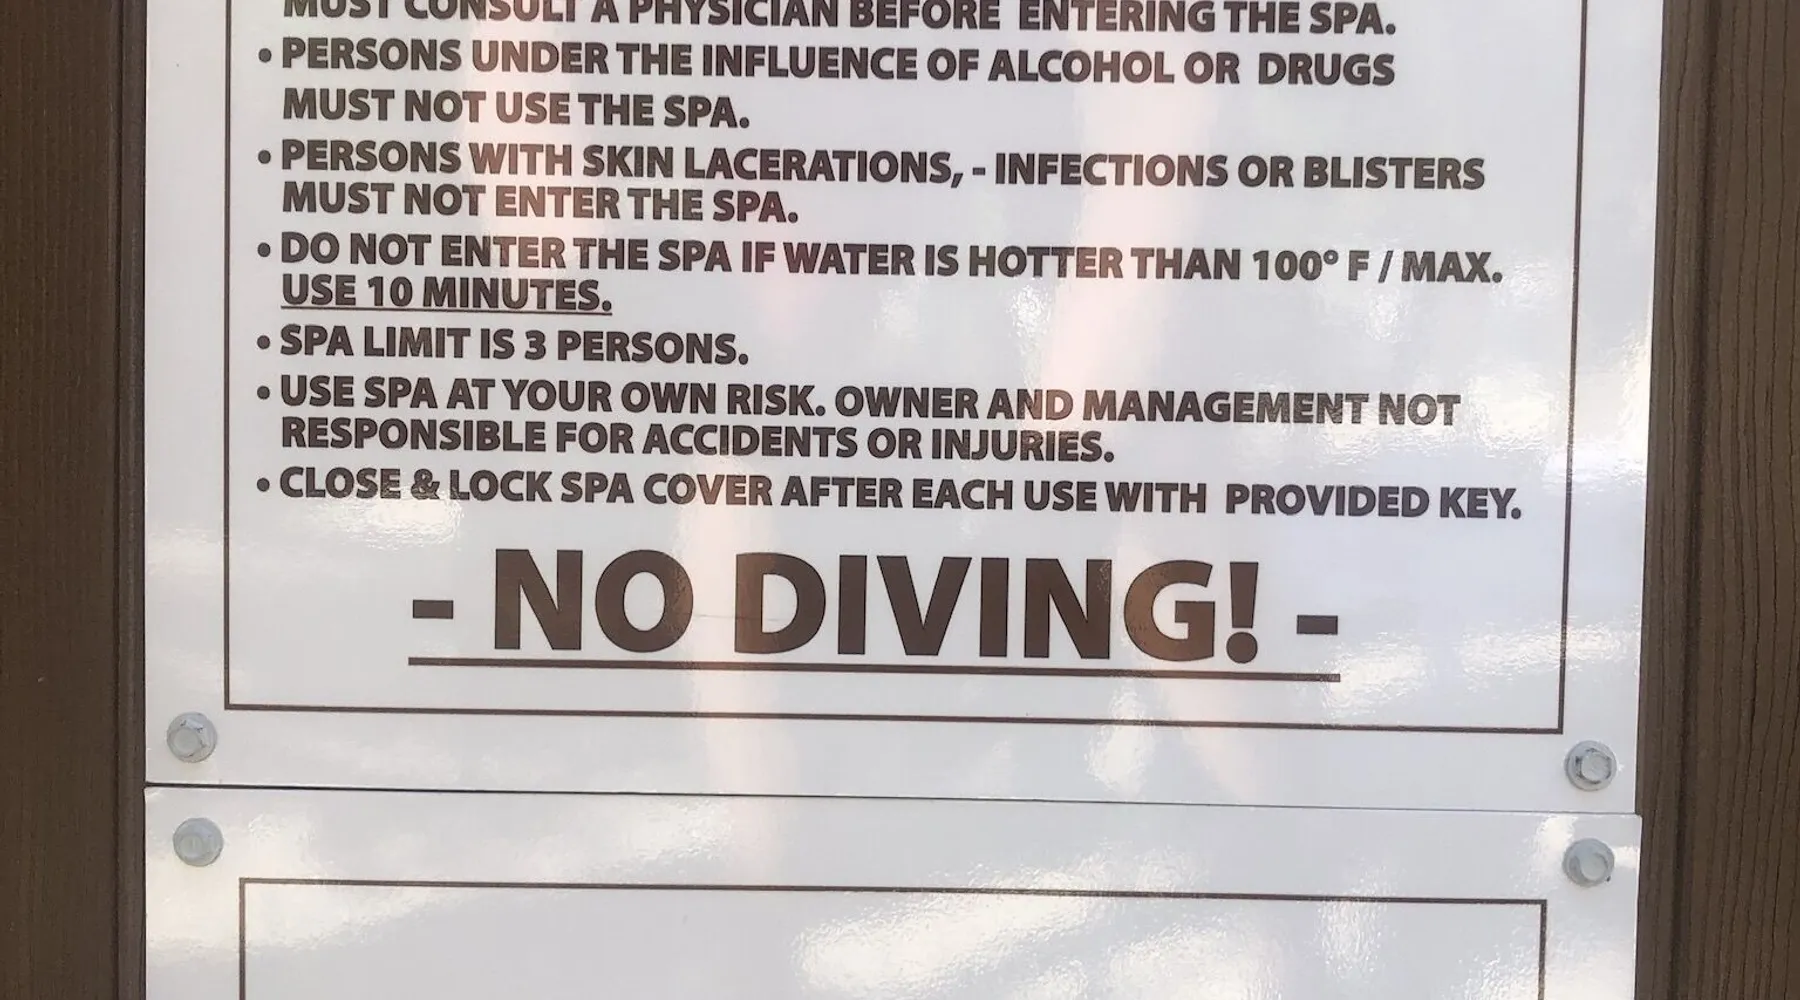 MUST CONSULT A PHYSICIAN BEFORE ENTERING THE SPA.
• PERSONS UNDER THE INFLUENCE OF ALCOHOL OR DRUGS
MUST NOT USE THE SPA.
• PERSONS WITH SKIN LACERATIONS, - INFECTIONS OR BLISTERS
MUST NOT ENTER THE SPA.
• DO NOT ENTER THE SPA IF WATER IS HOTTER THAN 100° F / MAX.
USE 10 MINUTES.
• SPA LIMIT IS 3 PERSONS.
• USE SPA AT YOUR OWN RISK. OWNER AND MANAGEMENT NOT
RESPONSIBLE FOR ACCIDENTS OR INJURIES.
• CLOSE & LOCK SPA COVER AFTER EACH USE WITH PROVIDED KEY.
- NO DIVING! -